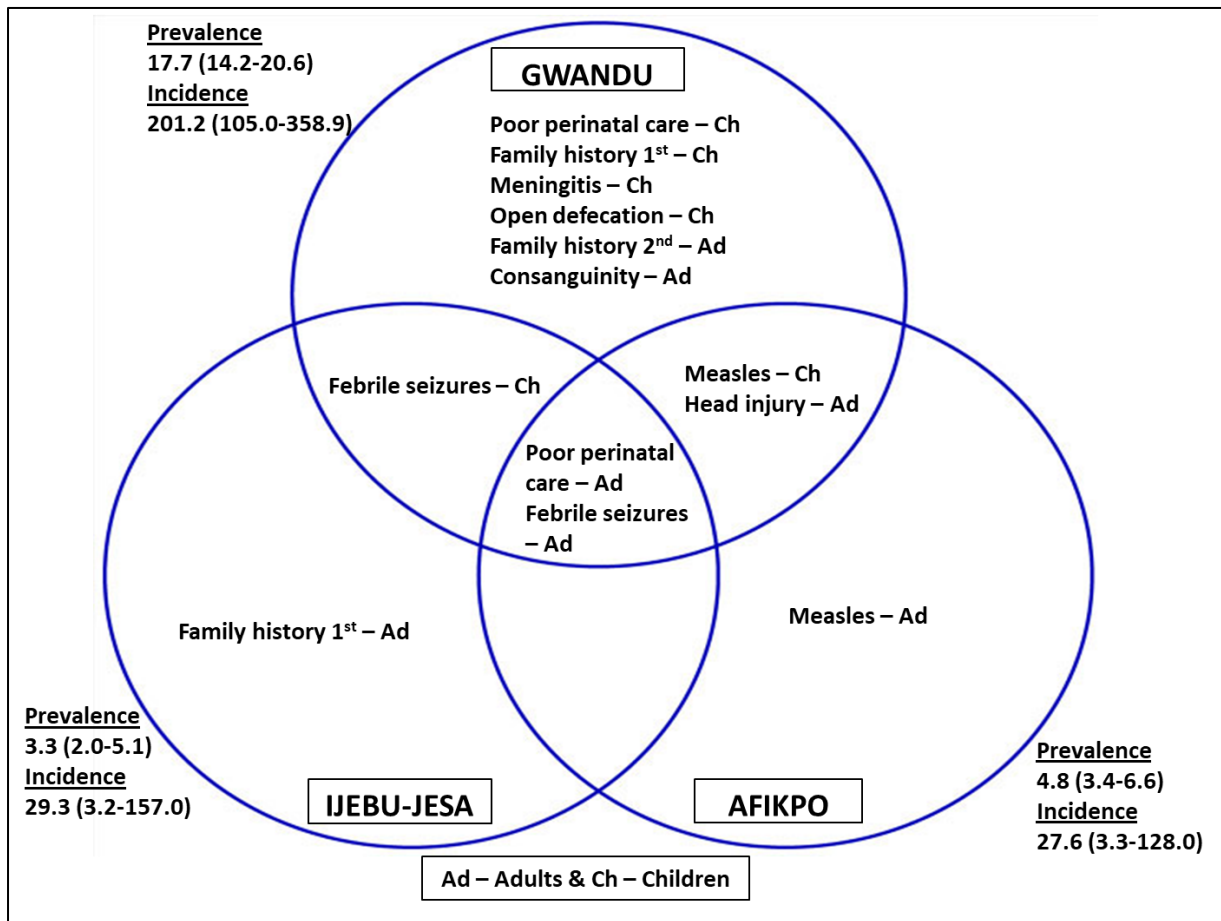 Prevalence
17.7 (14.2-20.6)
Incidence
201.2 (105.0-358.9)
GWANDU
Poor perinatal care – Ch
Family history 1st – Ch
Meningitis – Ch
Open defecation – Ch
Family history 2nd – Ad
Consanguinity – Ad
Febrile seizures – Ch
Measles – Ch
Head injury – Ad
Poor perinatal
care – Ad
Febrile seizures
– Ad
Family history 1st – Ad
Measles – Ad
Prevalence
3.3 (2.0-5.1)
Incidence
29.3 (3.2-157.0)
IJEBU-JESA
AFIKPO
Prevalence
4.8 (3.4-6.6)
Incidence
27.6 (3.3-128.0)
Ad – Adults & Ch – Children